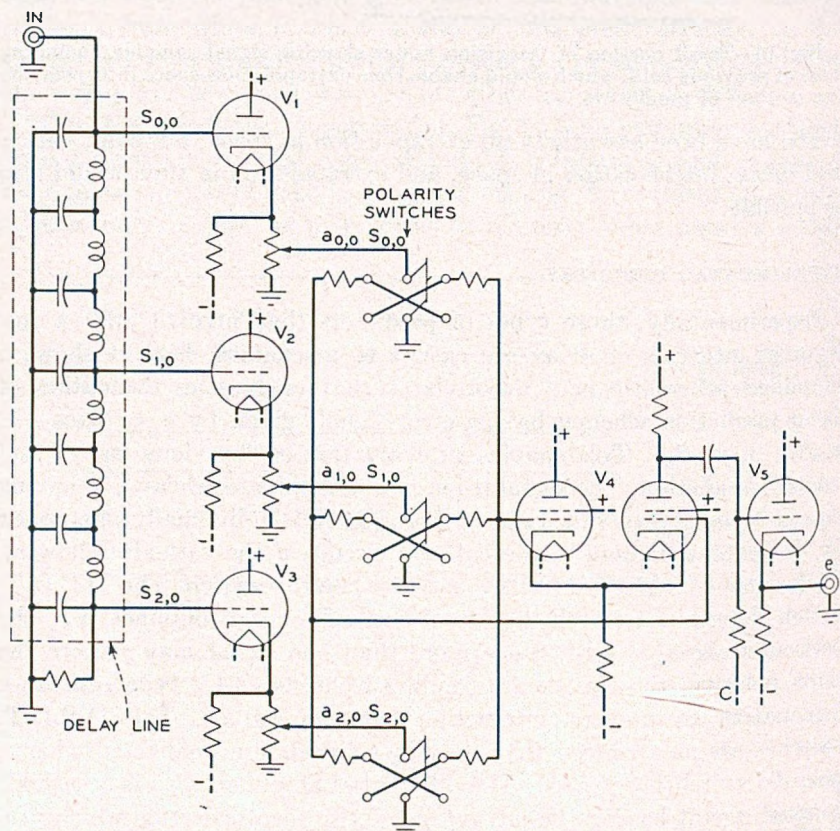 IN
+
V1
S0,0
POLARITY SWITCHES
a0,0 S0,0
-
+
V2
S1,0
+
+
a1,0 S1,0
V4
+
+
V5
-
+
V3
e
S2,0
C
-
-
a2,0 S2,0
DELAY LINE
-